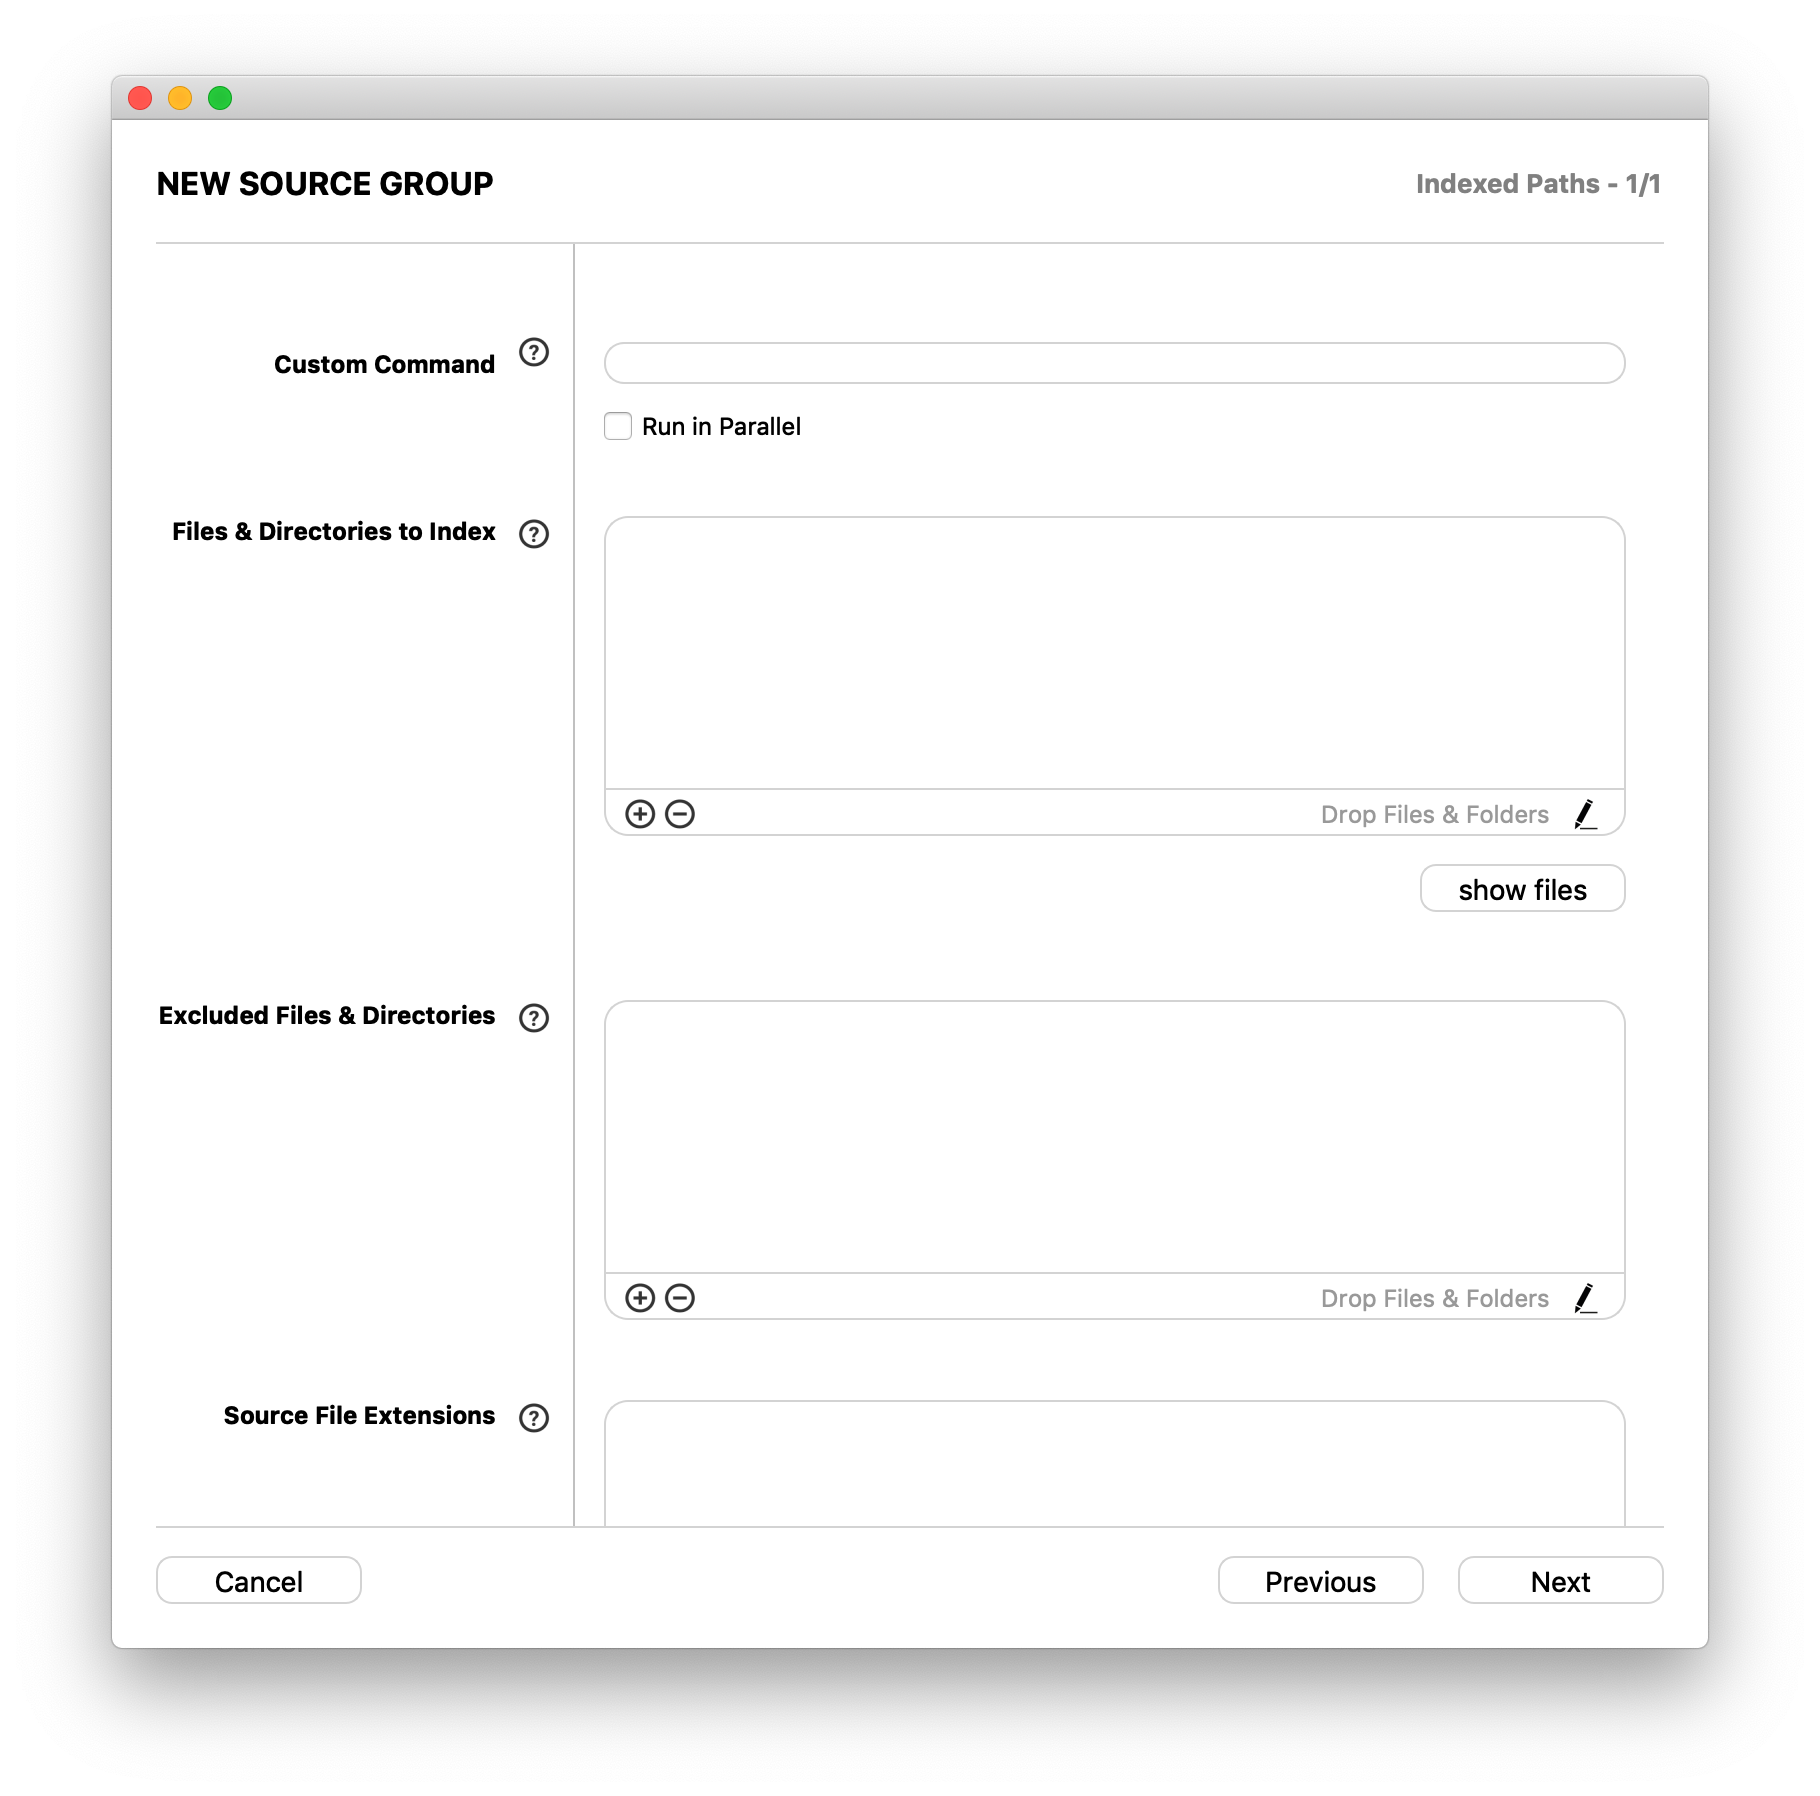 NEW SOURCE GROUP
Indexed Paths - 1/1
Custom Command
Run in Parallel
Files & Directories to Index
Drop Files & Folders
show files
Excluded Files & Directories
Drop Files & Folders
Source File Extensions
Cancel
Previous
Next